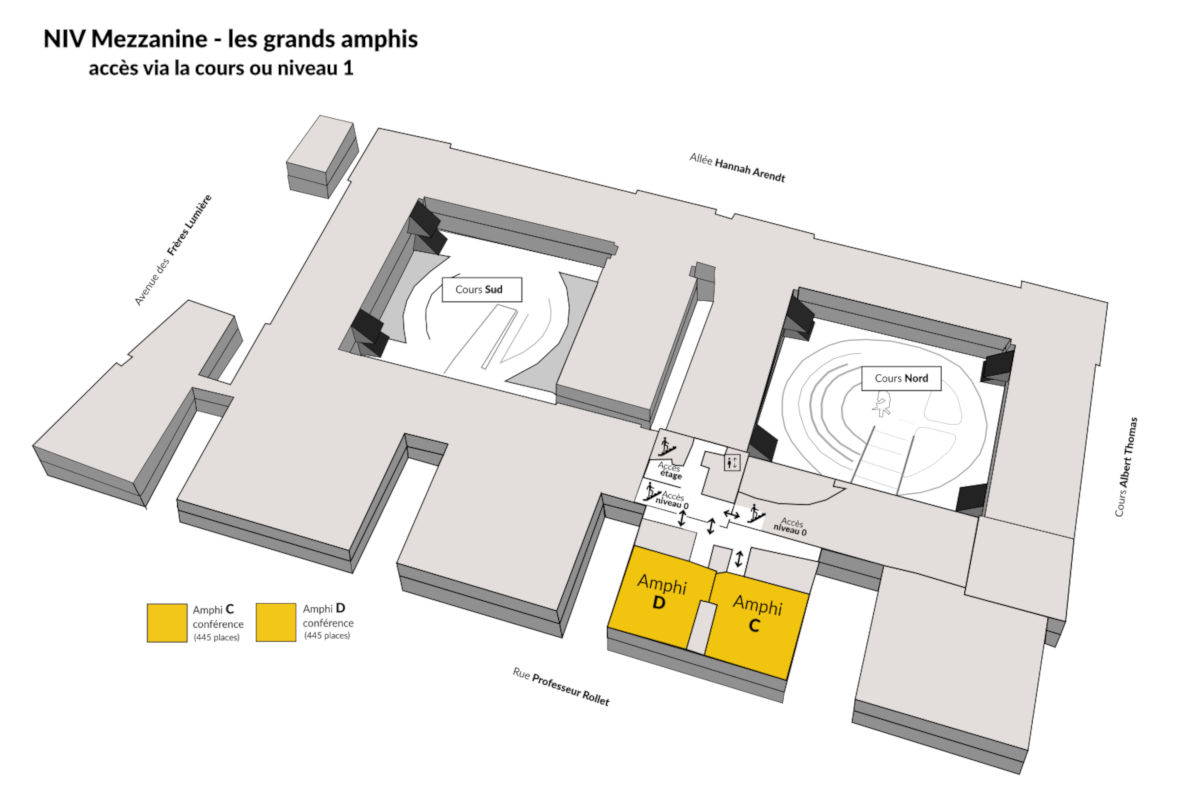 NIV Mezzanine - les grands amphis
accès via la cours ou niveau 1
Allée Hannah Arendt
Avenue des Frères Lumière
Cours Sud
Cours Nord
Cours Albert Thomas
Accès
étage
Accès
niveau 0
Accès
niveau 0
Amphi
D
Amphi
C
Amphi C
conférence
(445 places)
Amphi D
conférence
(445 places)
Rue Professeur Rollet